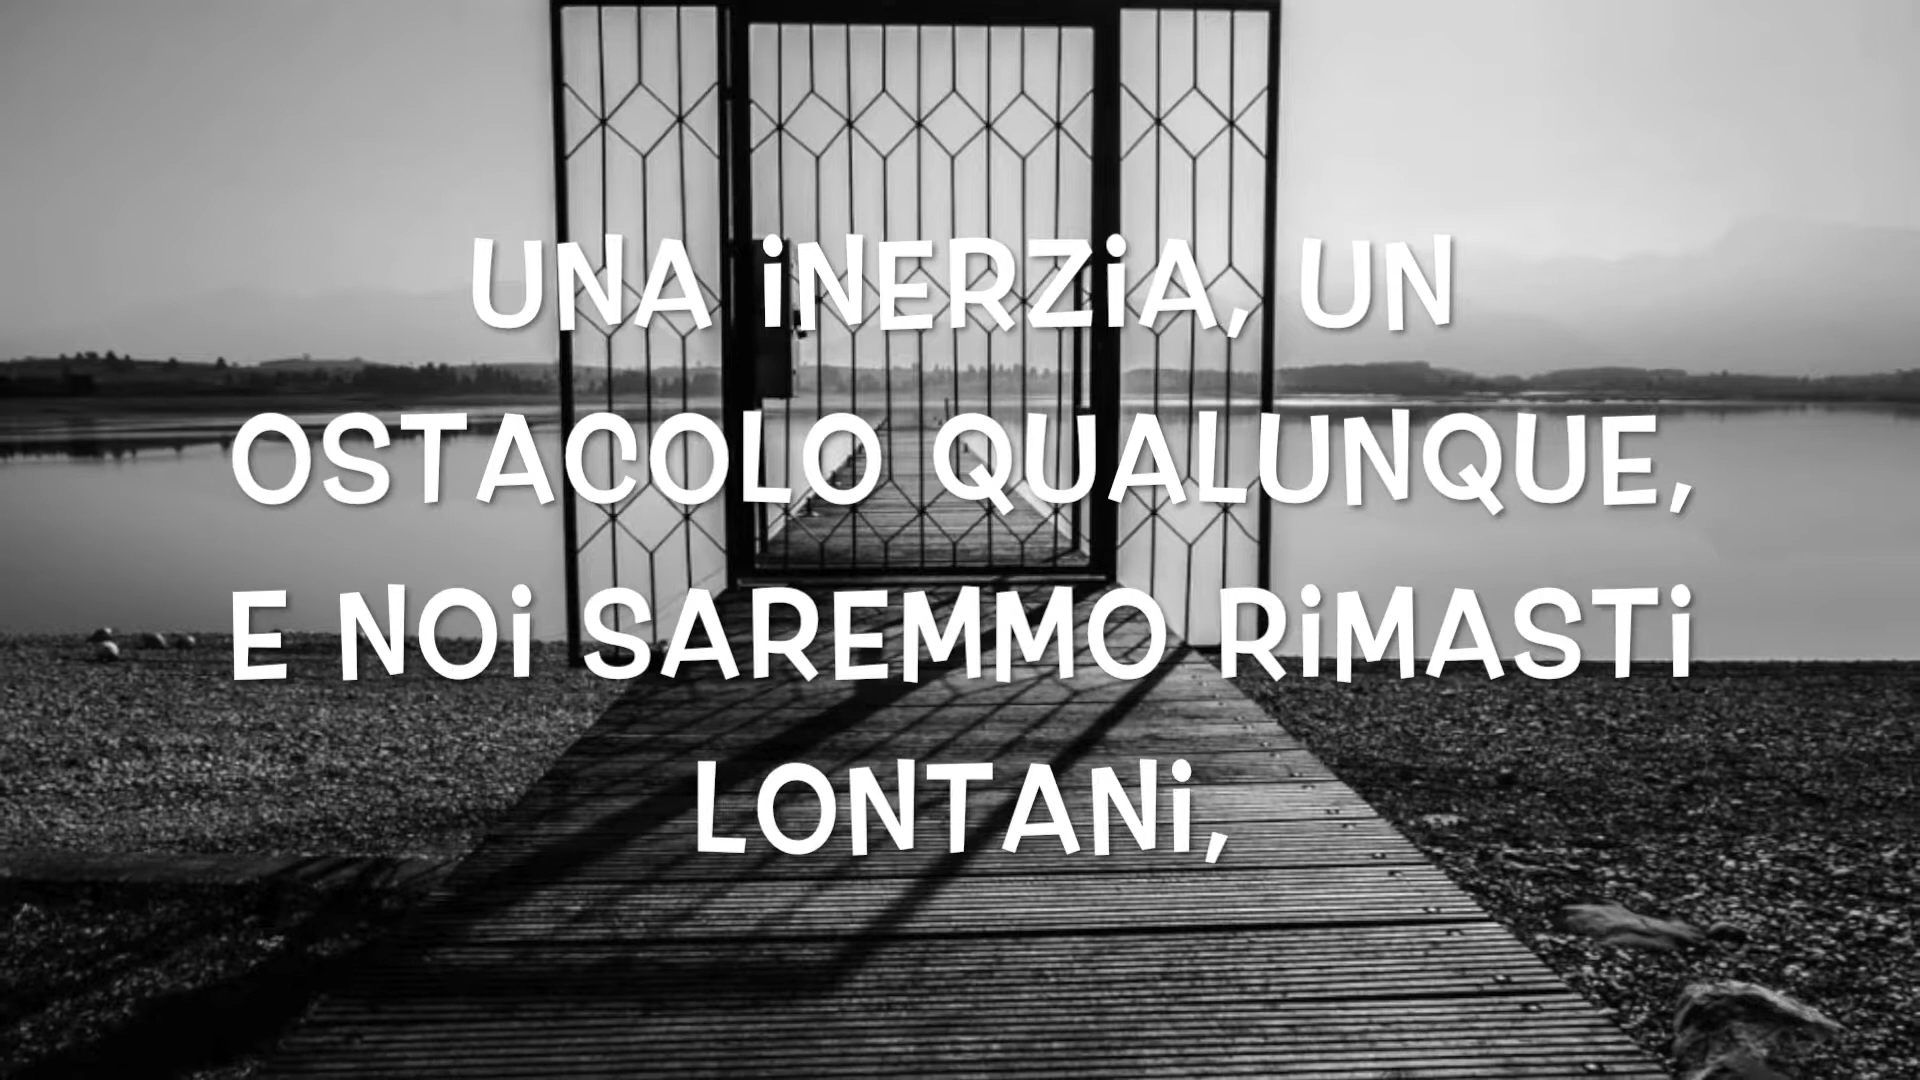 UNA iNERZiA, UN
OSTACOLO QUALUNQUE,
E NOi SAREMMO RiMASTi
LONTANi,